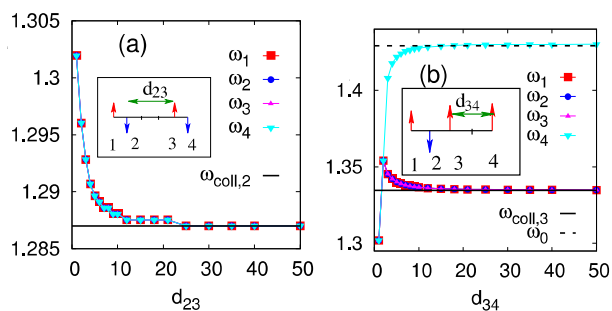 1.305
1.3
1.295
1.29
1.285
(a)
ω₁
ω₂
ω₃
ω₄
d₂₃
1 2 3 4
ω_coll,2
0 10 20 30 40 50
d₂₃
1.4
1.35
1.3
(b)
ω₁
ω₂
ω₃
ω₄
d₃₄
1 2 3 4
ω_coll,3
ω₀
0 10 20 30 40 50
d₃₄